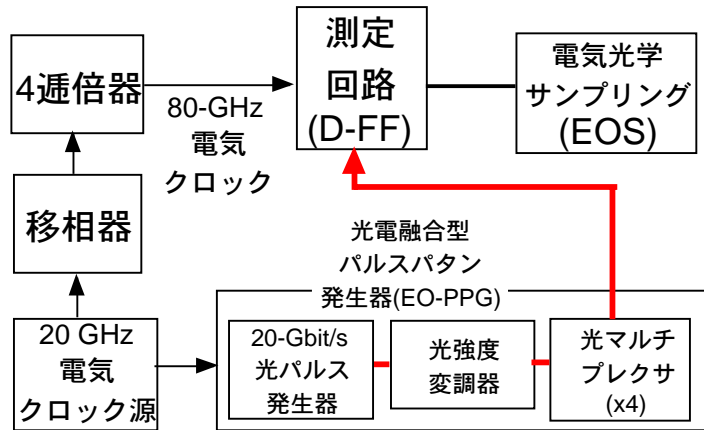 4逓倍器
80-GHz
電気
クロック
測定
回路
(D-FF)
電気光学
サンプリング
(EOS)
移相器
光電融合型
パルスパタン
発生器(EO-PPG)
20 GHz
電気
クロック源
20-Gbit/s
光パルス
発生器
光強度
変調器
光マルチ
プレクサ
(x4)